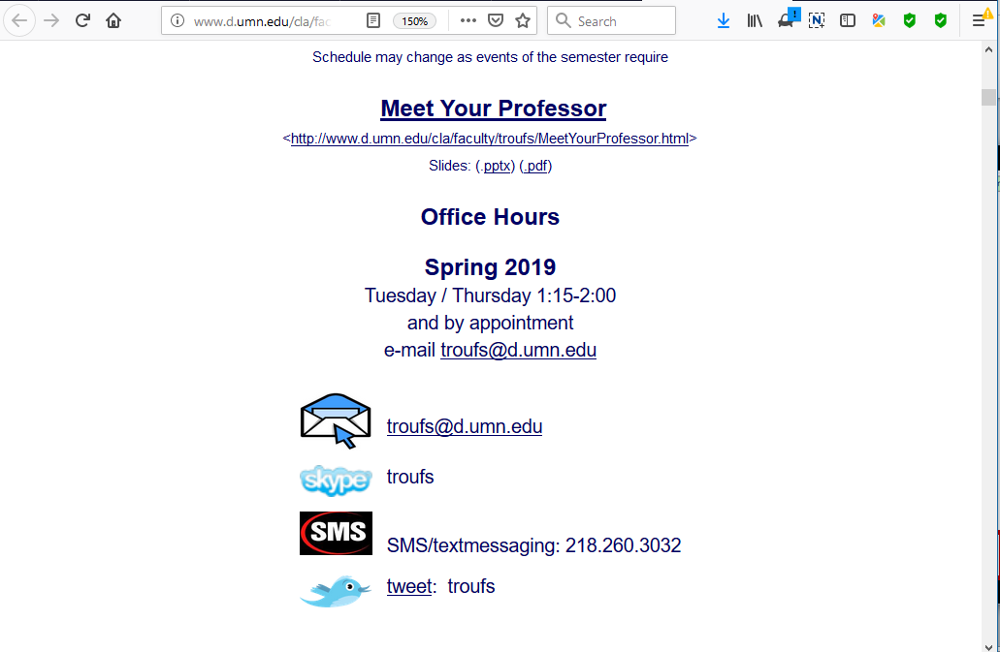 www.d.umn.edu/cla/fac
150%
Search
Schedule may change as events of the semester require
Meet Your Professor
<http://www.d.umn.edu/cla/faculty/troufs/MeetYourProfessor.html>
Slides: (.pptx) (.pdf)
Office Hours
Spring 2019
Tuesday / Thursday 1:15-2:00
and by appointment
e-mail troufs@d.umn.edu
troufs@d.umn.edu
skype troufs
SMS
SMS/textmessaging: 218.260.3032
tweet: troufs